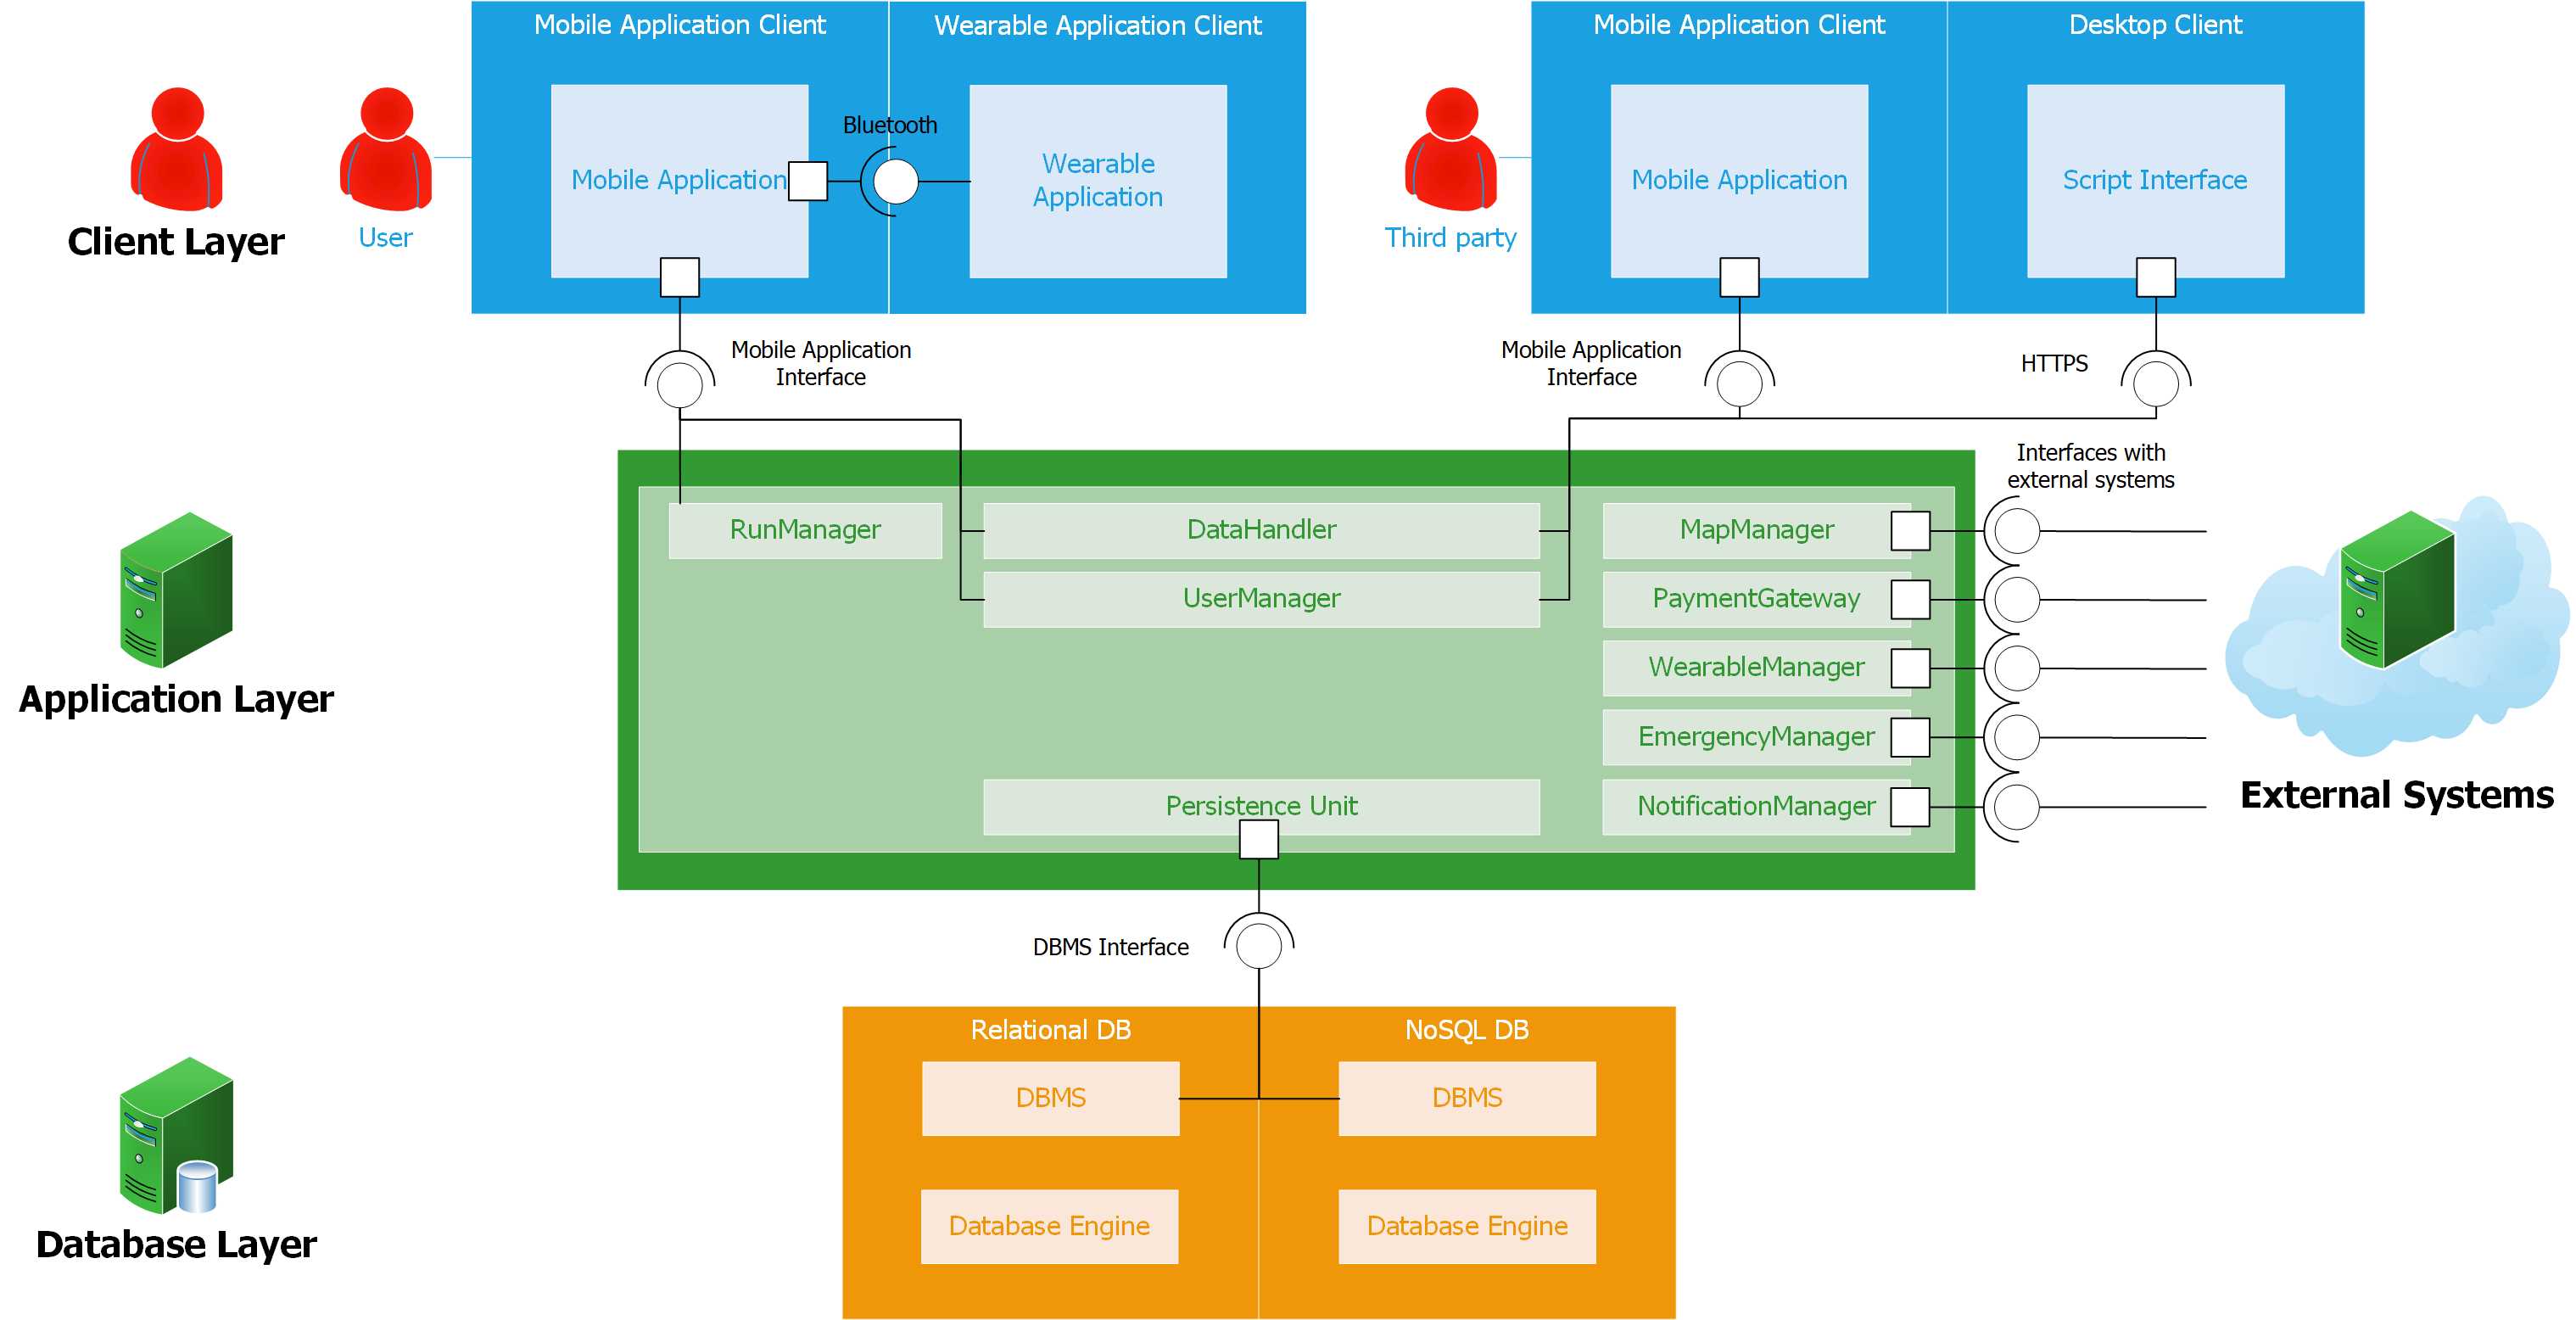 Mobile Application Client
Wearable Application Client
Mobile Application Client
Desktop Client
Bluetooth
Mobile Application
Wearable
Application
Mobile Application
Script Interface
Client Layer
User
Third party
Mobile Application
Interface
Mobile Application
Interface
HTTPS
Interfaces with
external systems
RunManager
DataHandler
MapManager
UserManager
PaymentGateway
WearableManager
Application Layer
EmergencyManager
External Systems
Persistence Unit
NotificationManager
DBMS Interface
Relational DB
NoSQL DB
DBMS
DBMS
Database Engine
Database Engine
Database Layer